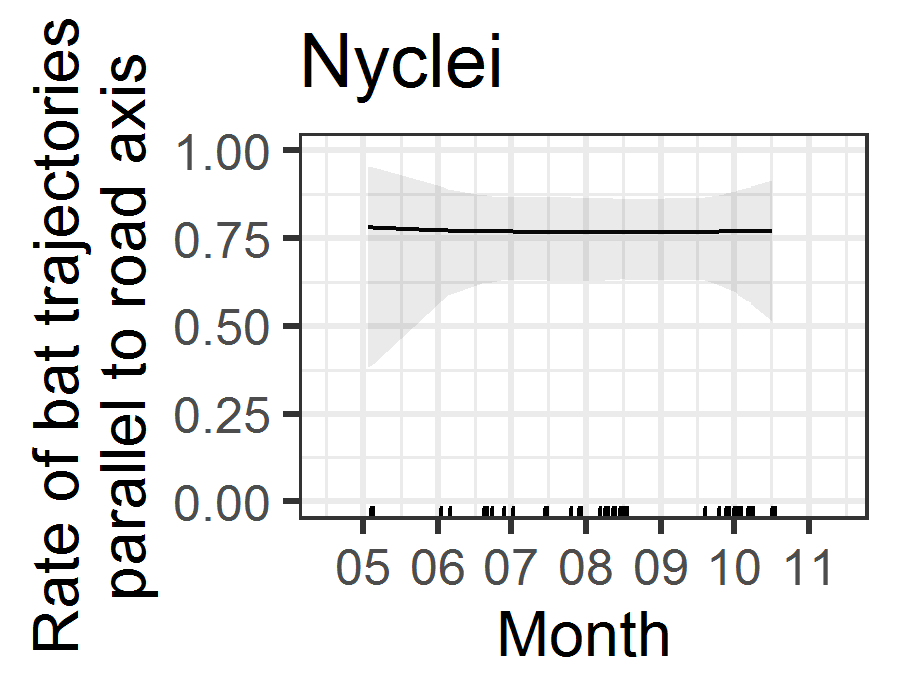 Nyclei
Rate of bat trajectories
parallel to road axis
1.00
0.75
0.50
0.25
0.00
05 06 07 08 09 10 11
Month